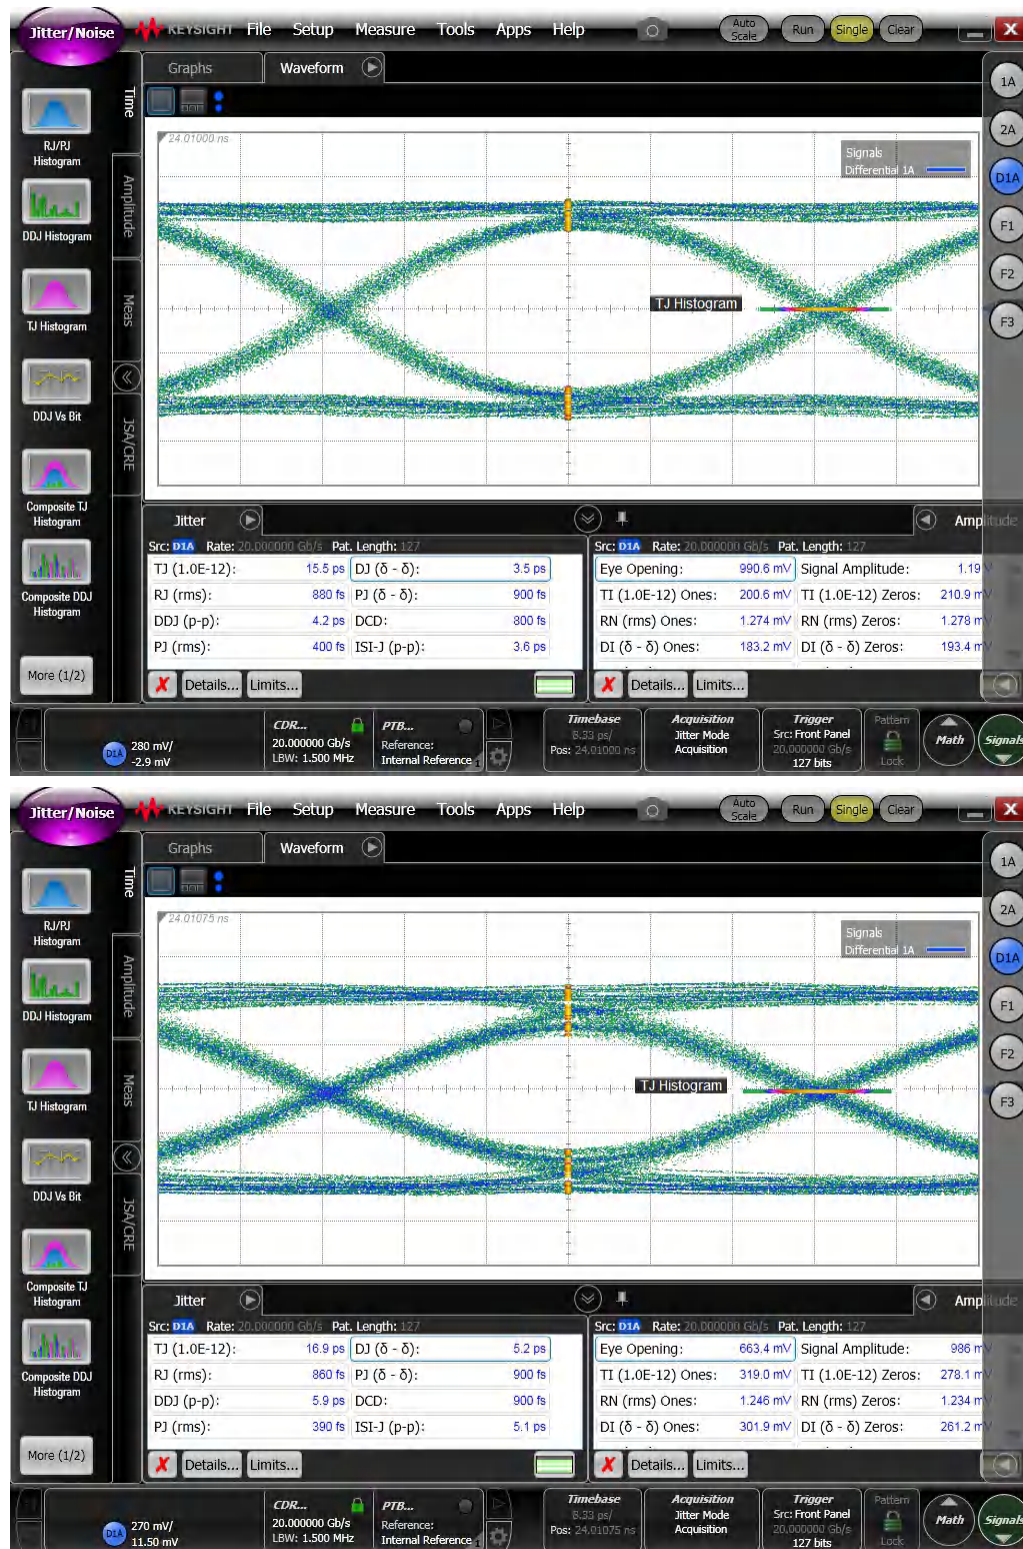 Jitter/Noise KEYSIGHT File Setup Measure Tools Apps Help Auto Scale Run Single Clear X
Graphs Waveform
Time
Amplitude
Meas
JSA/CRE
RJ/PJ
Histogram
DDJ Histogram
TJ Histogram
DDJ Vs Bit
Composite TJ
Histogram
Composite DDJ
Histogram
More (1/2)
24.01000 ns
Signals
Differential 1A
TJ Histogram
1A
2A
D1A
F1
F2
F3
Jitter
Src: D1A Rate: 20.000000 Gb/s Pat. Length: 127
TJ (1.0E-12): 15.5 ps DJ (δ - δ): 3.5 ps
RJ (rms): 880 fs PJ (δ - δ): 900 fs
DDJ (p-p): 4.2 ps DCD: 800 fs
PJ (rms): 400 fs ISI-J (p-p): 3.6 ps
Details... Limits...
Amplitude
Src: D1A Rate: 20.000000 Gb/s Pat. Length: 127
Eye Opening: 990.6 mV Signal Amplitude: 1.19 V
TI (1.0E-12) Ones: 200.6 mV TI (1.0E-12) Zeros: 210.9 mV
RN (rms) Ones: 1.274 mV RN (rms) Zeros: 1.278 mV
DI (δ - δ) Ones: 183.2 mV DI (δ - δ) Zeros: 193.4 mV
Details... Limits...
D1A 280 mV/
-2.9 mV
CDR...
20.000000 Gb/s
LBW: 1.500 MHz
PTB...
Reference:
Internal Reference 1
Timebase
8.33 ps/
Pos: 24.01000 ns
Acquisition
Jitter Mode
Acquisition
Trigger
Src: Front Panel
20.000000 Gb/s
127 bits
Pattern
Lock
Math
Signals
Jitter/Noise KEYSIGHT File Setup Measure Tools Apps Help Auto Scale Run Single Clear X
Graphs Waveform
Time
Amplitude
Meas
JSA/CRE
RJ/PJ
Histogram
DDJ Histogram
TJ Histogram
DDJ Vs Bit
Composite TJ
Histogram
Composite DDJ
Histogram
More (1/2)
24.01075 ns
Signals
Differential 1A
TJ Histogram
1A
2A
D1A
F1
F2
F3
Jitter
Src: D1A Rate: 20.000000 Gb/s Pat. Length: 127
TJ (1.0E-12): 16.9 ps DJ (δ - δ): 5.2 ps
RJ (rms): 860 fs PJ (δ - δ): 900 fs
DDJ (p-p): 5.9 ps DCD: 900 fs
PJ (rms): 390 fs ISI-J (p-p): 5.1 ps
Details... Limits...
Amplitude
Src: D1A Rate: 20.000000 Gb/s Pat. Length: 127
Eye Opening: 663.4 mV Signal Amplitude: 986 mV
TI (1.0E-12) Ones: 319.0 mV TI (1.0E-12) Zeros: 278.1 mV
RN (rms) Ones: 1.246 mV RN (rms) Zeros: 1.234 mV
DI (δ - δ) Ones: 301.9 mV DI (δ - δ) Zeros: 261.2 mV
Details... Limits...
D1A 270 mV/
11.50 mV
CDR...
20.000000 Gb/s
LBW: 1.500 MHz
PTB...
Reference:
Internal Reference 1
Timebase
8.33 ps/
Pos: 24.01075 ns
Acquisition
Jitter Mode
Acquisition
Trigger
Src: Front Panel
20.000000 Gb/s
127 bits
Pattern
Lock
Math
Signals